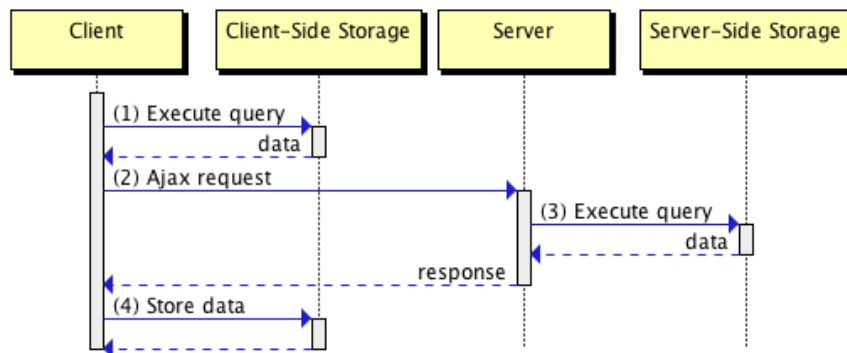 Client
Client-Side Storage
Server
Server-Side Storage
(1) Execute query
data
(2) Ajax request
(3) Execute query
data
response
(4) Store data